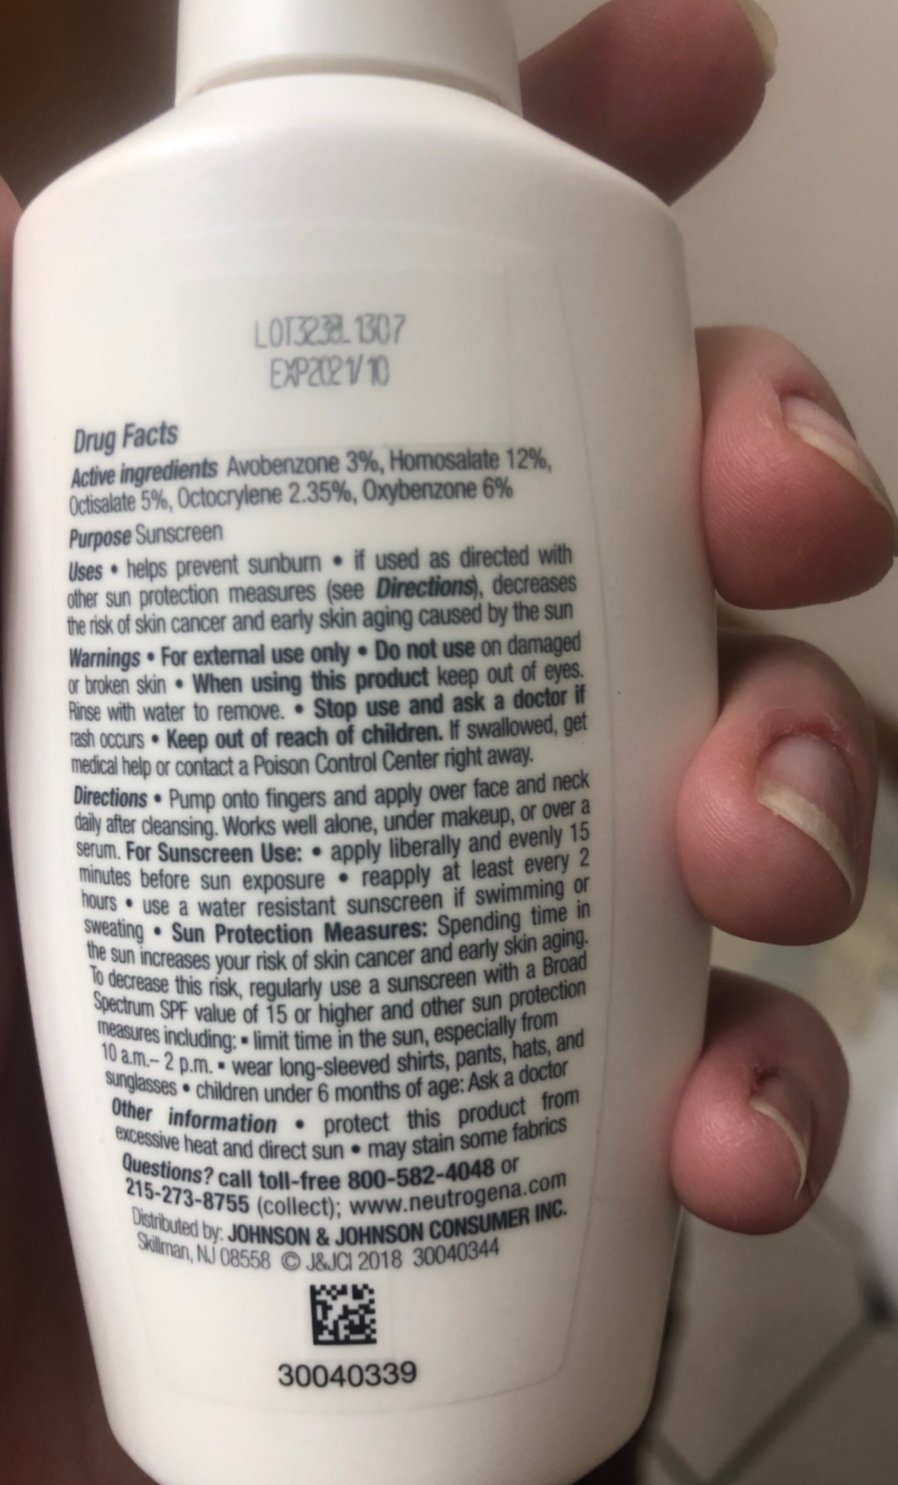 1307
EXP2021/10
Drug Facts
Active ingredients Avobenzone 3%, Homosalate 12%,
Octisalate 5%, Octocrylene 2.35%, Oxybenzone 6%
Purpose Sunscreen
Uses • helps prevent sunburn • if used as directed with
other sun protection measures (see Directions), decreases
the risk of skin cancer and early skin aging caused by the sun
Warnings • For external use only • Do not use on damaged
or broken skin • When using this product keep out of eyes.
Rinse with water to remove. • Stop use and ask a doctor if
rash occurs • Keep out of reach of children. If swallowed, get
medical help or contact a Poison Control Center right away.
Directions • Pump onto fingers and apply over face and neck
daily after cleansing. Works well alone, under makeup, or over a
serum. For Sunscreen Use: • apply liberally and evenly 15
minutes before sun exposure • reapply at least every 2
hours • use a water resistant sunscreen if swimming or
sweating • Sun Protection Measures: Spending time in
the sun increases your risk of skin cancer and early skin aging.
To decrease this risk, regularly use a sunscreen with a Broad
Spectrum SPF value of 15 or higher and other sun protection
measures including: • limit time in the sun, especially from
10 a.m.– 2 p.m. • wear long-sleeved shirts, pants, hats, and
sunglasses • children under 6 months of age: Ask a doctor
Other information • protect this product from
excessive heat and direct sun • may stain some fabrics
Questions? call toll-free 800-582-4048 or
215-273-8755 (collect); www.neutrogena.com
Distributed by: JOHNSON & JOHNSON CONSUMER INC.
Skillman, NJ 08558 © J&JCI 2018 30040344
30040339